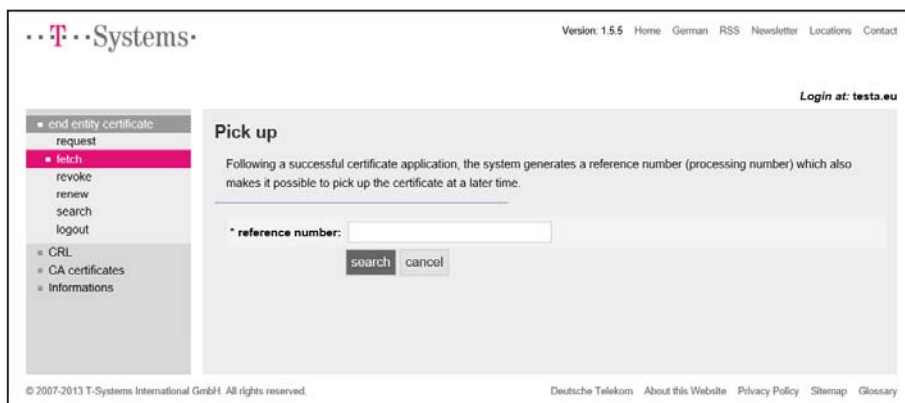 ··T··Systems·
Version: 1.5.5 Home German RSS Newsletter Locations Contact
Login at: testa.eu
end entity certificate
request
fetch
revoke
renew
search
logout
CRL
CA certificates
Informations
Pick up
Following a successful certificate application, the system generates a reference number (processing number) which also
makes it possible to pick up the certificate at a later time.
* reference number:
search cancel
© 2007-2013 T-Systems International GmbH. All rights reserved.
Deutsche Telekom About this Website Privacy Policy Sitemap Glossary